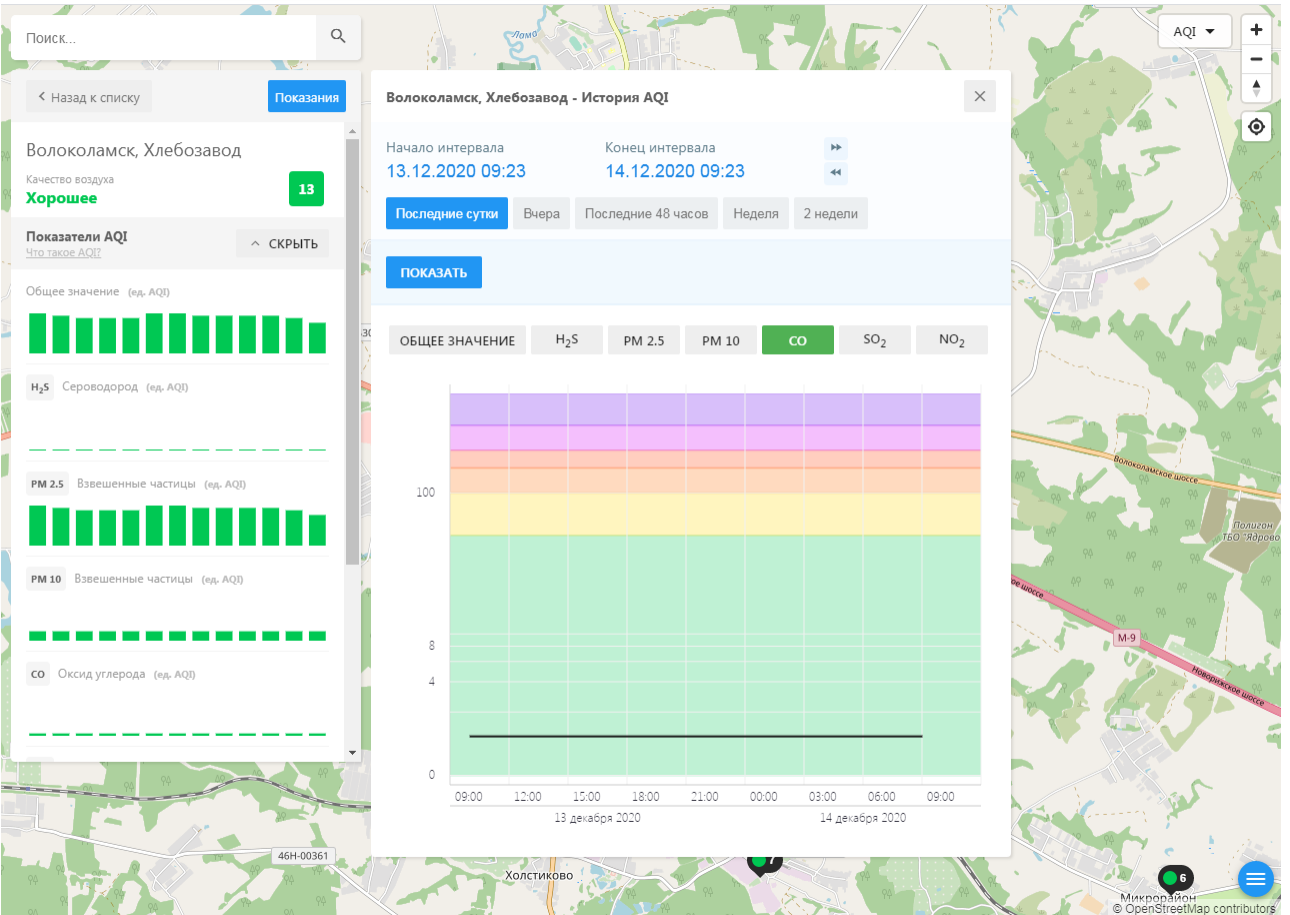 Поиск...
AQI
Назад к списку
Показания
Волоколамск, Хлебозавод
Качество воздуха
Хорошее
13
Показатели AQI
Что такое AQI?
СКРЫТЬ
Общее значение (ед. AQI)
H₂S Сероводород (ед. AQI)
PM 2.5 Взвешенные частицы (ед. AQI)
PM 10 Взвешенные частицы (ед. AQI)
CO Оксид углерода (ед. AQI)
Волоколамск, Хлебозавод - История AQI
Начало интервала
13.12.2020 09:23
Конец интервала
14.12.2020 09:23
Последние сутки
Вчера
Последние 48 часов
Неделя
2 недели
ПОКАЗАТЬ
ОБЩЕЕ ЗНАЧЕНИЕ
H₂S
PM 2.5
PM 10
CO
SO₂
NO₂
100
8
4
0
09:00 12:00 15:00 18:00 21:00 00:00 03:00 06:00 09:00
13 декабря 2020 14 декабря 2020
Лама
Волоколамское шоссе
Полигон
ТБО "Ядрово
М-9
Новорижское шоссе
ое шоссе
46Н-00361
Холстиково
7
6
Микрорайон
© OpenStreetMap contributors